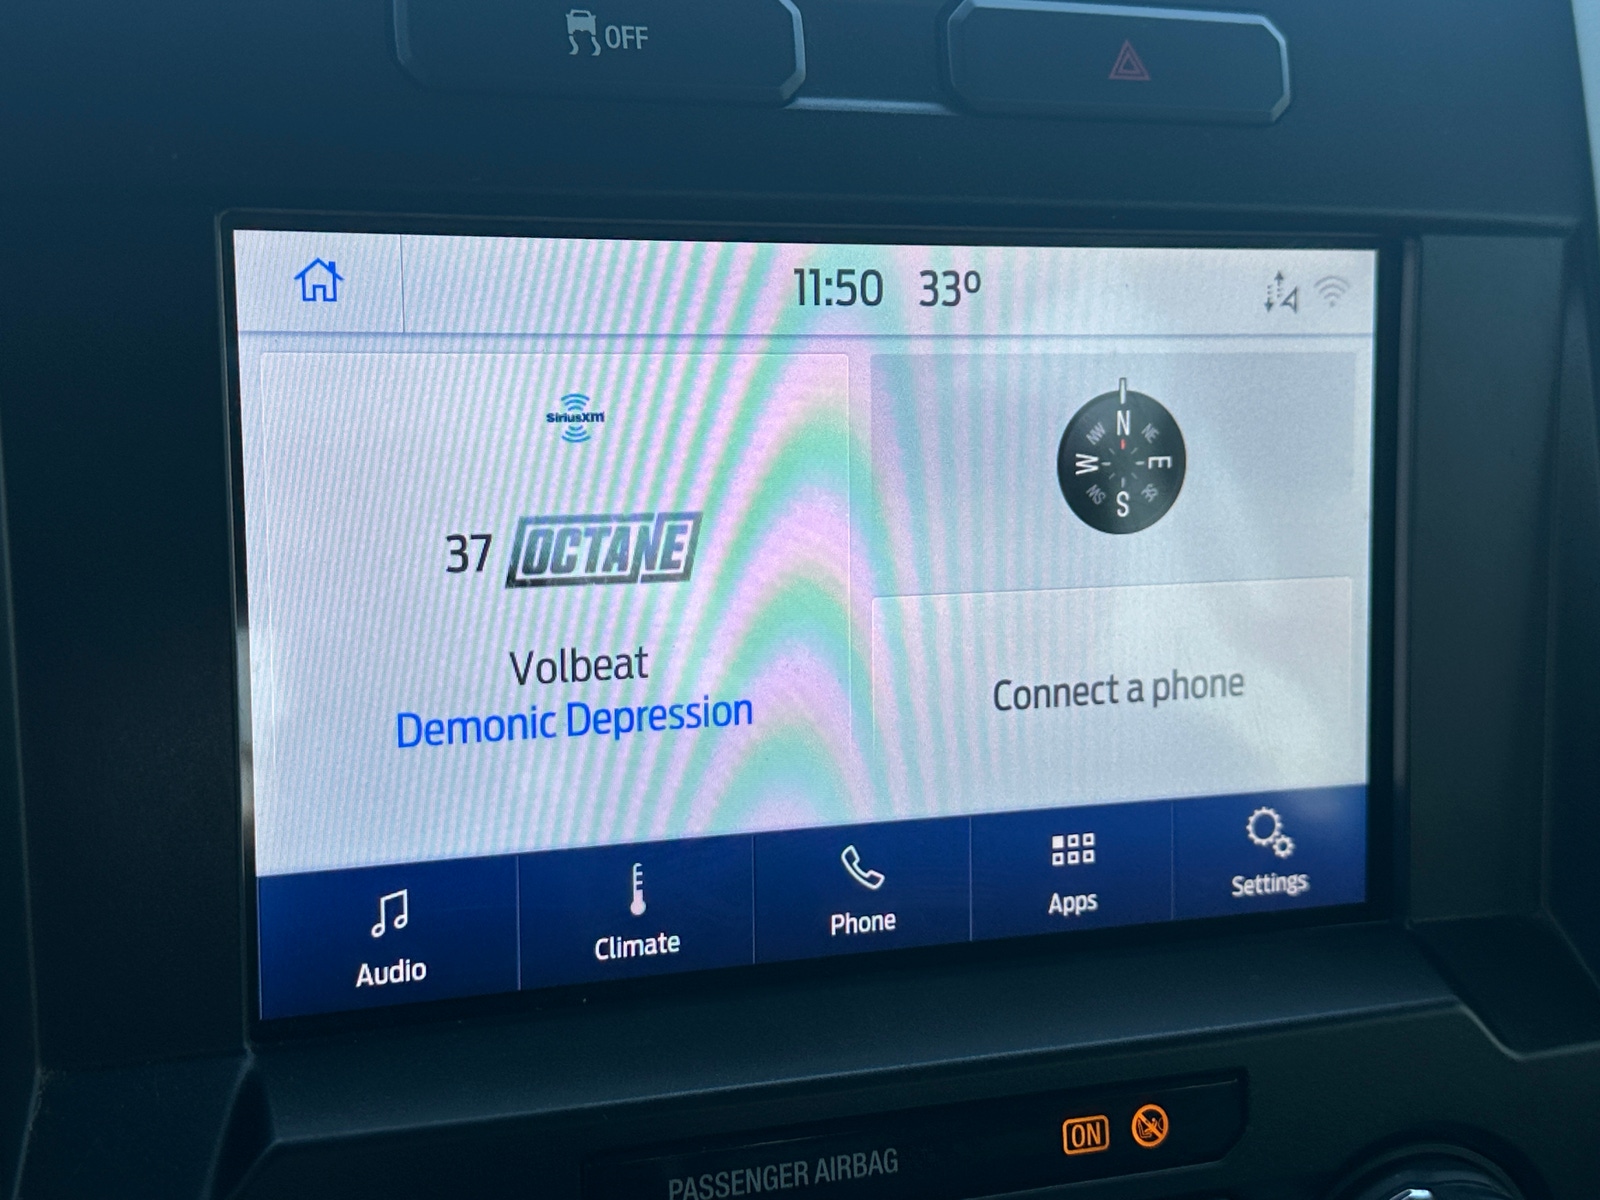 OFF
11:50 33°
SiriusXm
37 OCTANE
Volbeat
Demonic Depression
N
NW NE
W E
SW SE
S
Connect a phone
Audio
Climate
Phone
Apps
Settings
ON
PASSENGER AIRBAG